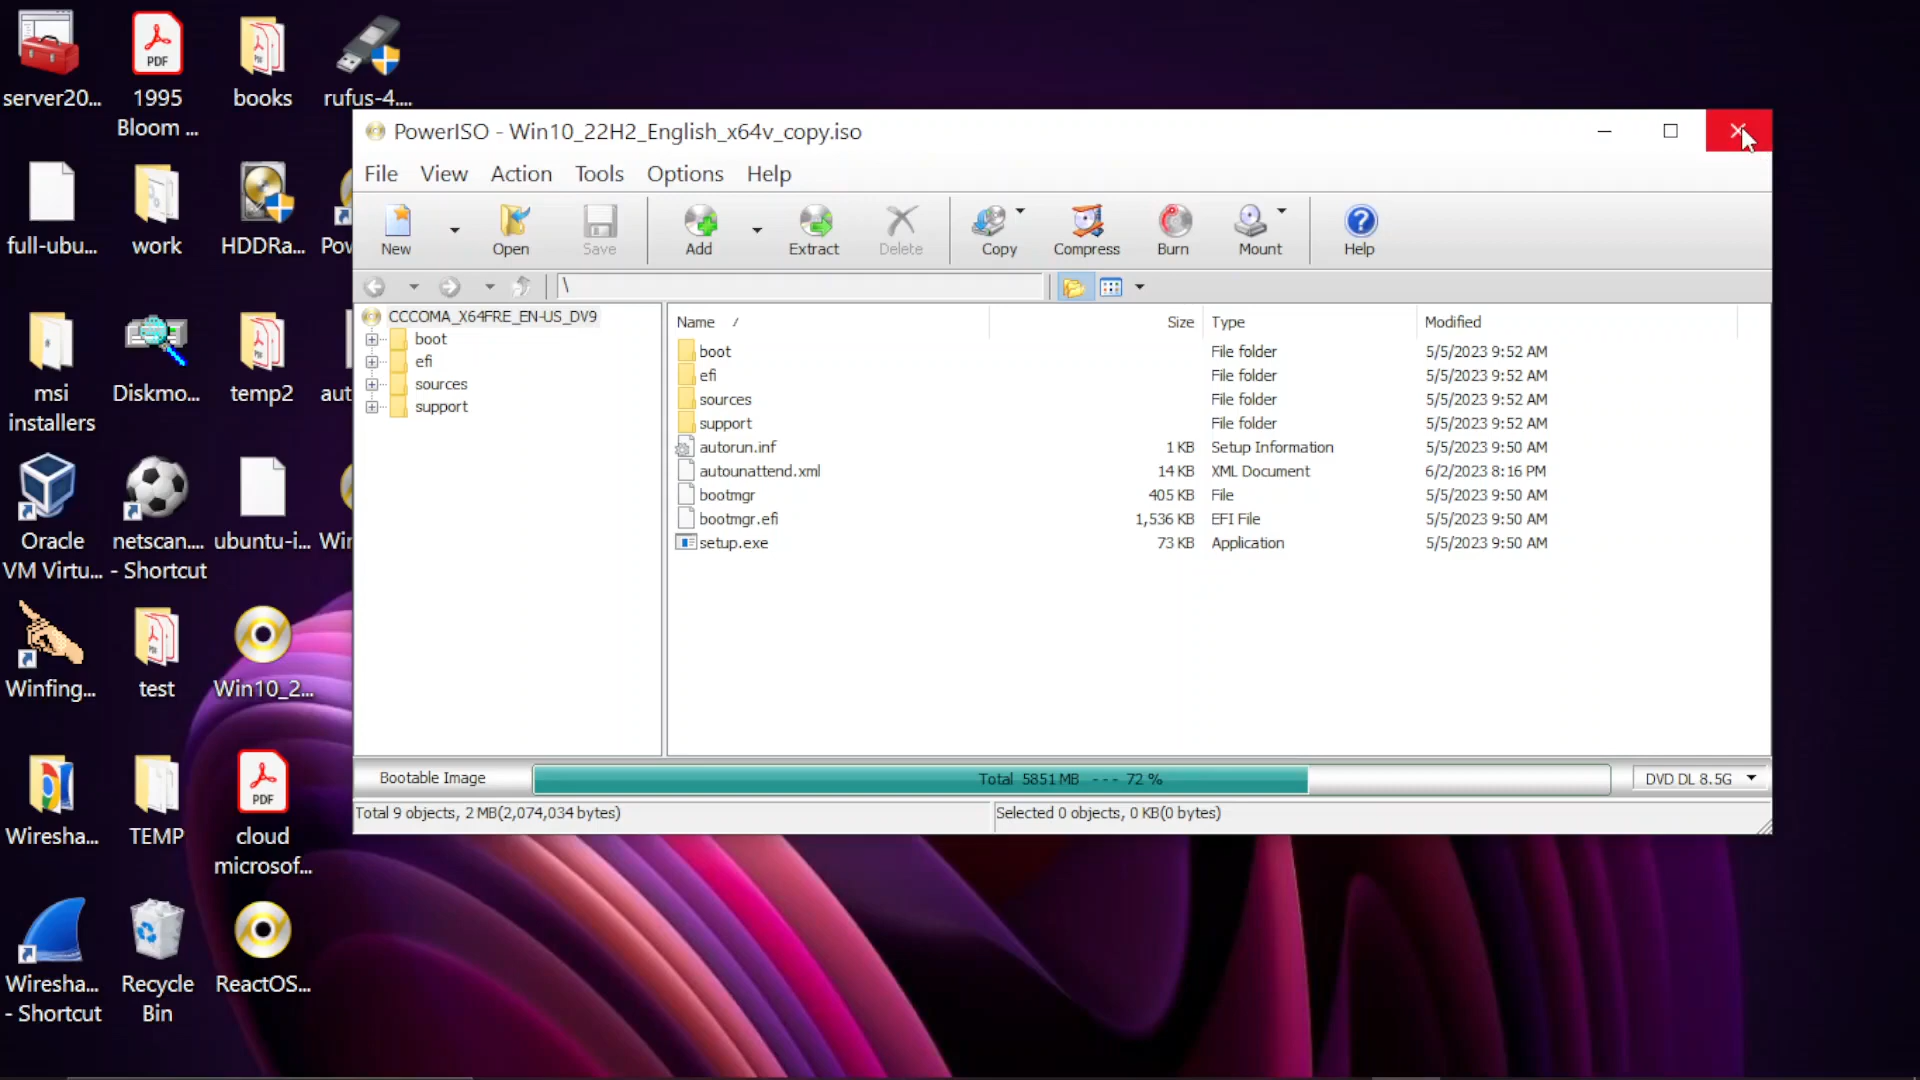 server20...
1995
Bloom ...
books
rufus-4....
full-ubu...
work
HDDRa...
Pov
msi
installers
Diskmo...
temp2
aut
Oracle
VM Virtu...
netscan....
- Shortcut
ubuntu-i...
Wir
Winfing...
test
Win10_2...
Wiresha...
TEMP
PDF
cloud
microsof...
Wiresha...
- Shortcut
Recycle
Bin
ReactOS...
PDF
PowerISO - Win10_22H2_English_x64v_copy.iso
File View Action Tools Options Help
New Open Save Add Extract Delete Copy Compress Burn Mount Help
\
CCCOMA_X64FRE_EN-US_DV9
boot
efi
sources
support
Name / Size Type Modified
boot File folder 5/5/2023 9:52 AM
efi File folder 5/5/2023 9:52 AM
sources File folder 5/5/2023 9:52 AM
support File folder 5/5/2023 9:52 AM
autorun.inf 1 KB Setup Information 5/5/2023 9:50 AM
autounattend.xml 14 KB XML Document 6/2/2023 8:16 PM
bootmgr 405 KB File 5/5/2023 9:50 AM
bootmgr.efi 1,536 KB EFI File 5/5/2023 9:50 AM
setup.exe 73 KB Application 5/5/2023 9:50 AM
Bootable Image Total 5851MB --- 72 % DVD DL 8.5G
Total 9 objects, 2 MB(2,074,034 bytes) Selected 0 objects, 0 KB(0 bytes)